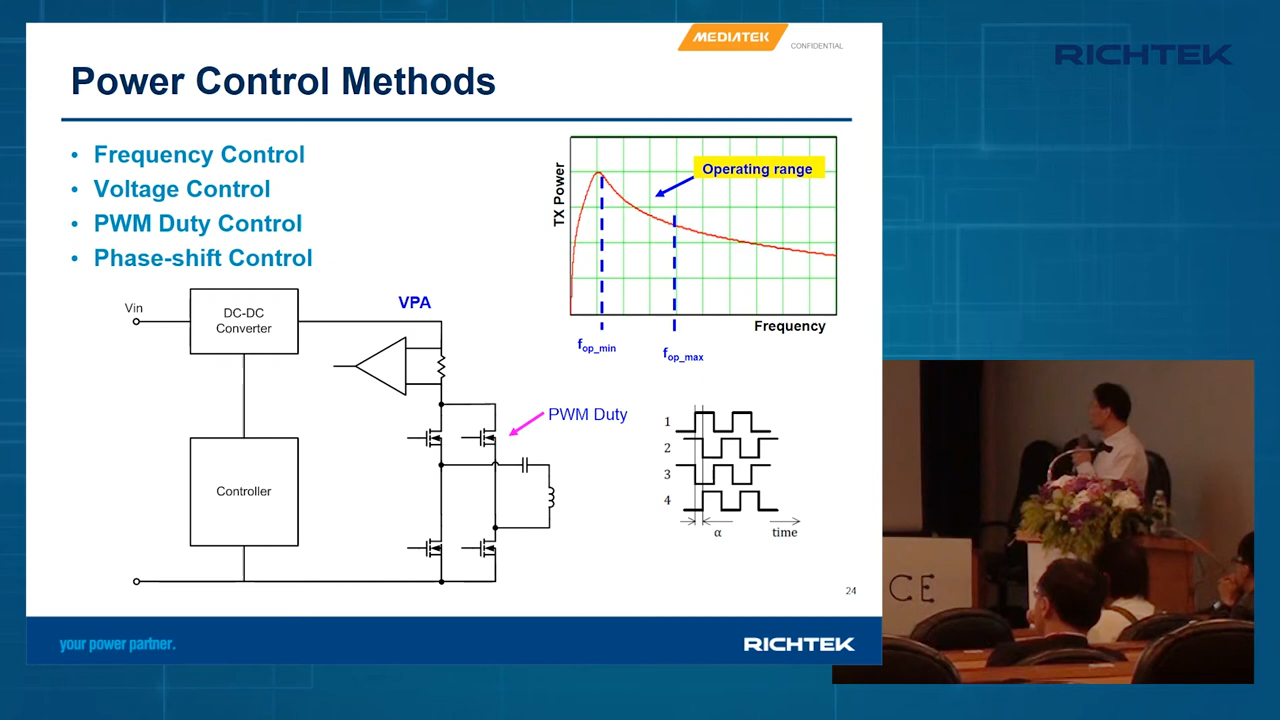 MEDIATEK
CONFIDENTIAL
RICHTEK
Power Control Methods
• Frequency Control
• Voltage Control
• PWM Duty Control
• Phase-shift Control
Operating range
TX Power
Frequency
fop_min
fop_max
Vin
DC-DC
Converter
VPA
PWM Duty
Controller
1
2
3
4
α
time
24
your power partner.
RICHTEK
CE